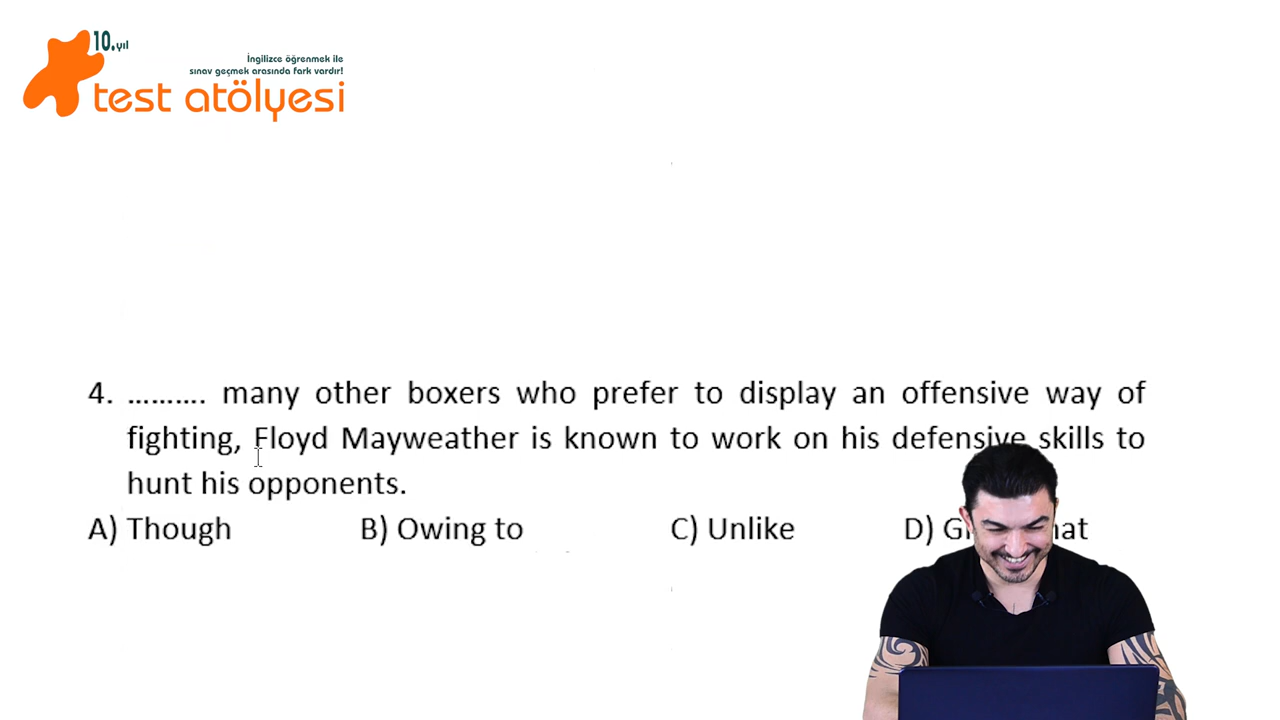 10.yıl
İngilizce öğrenmek ile
sınav geçmek arasında fark vardır!
test atölyesi
4. .......... many other boxers who prefer to display an offensive way of
fighting, Floyd Mayweather is known to work on his defensive skills to
hunt his opponents.
A) Though B) Owing to C) Unlike D)